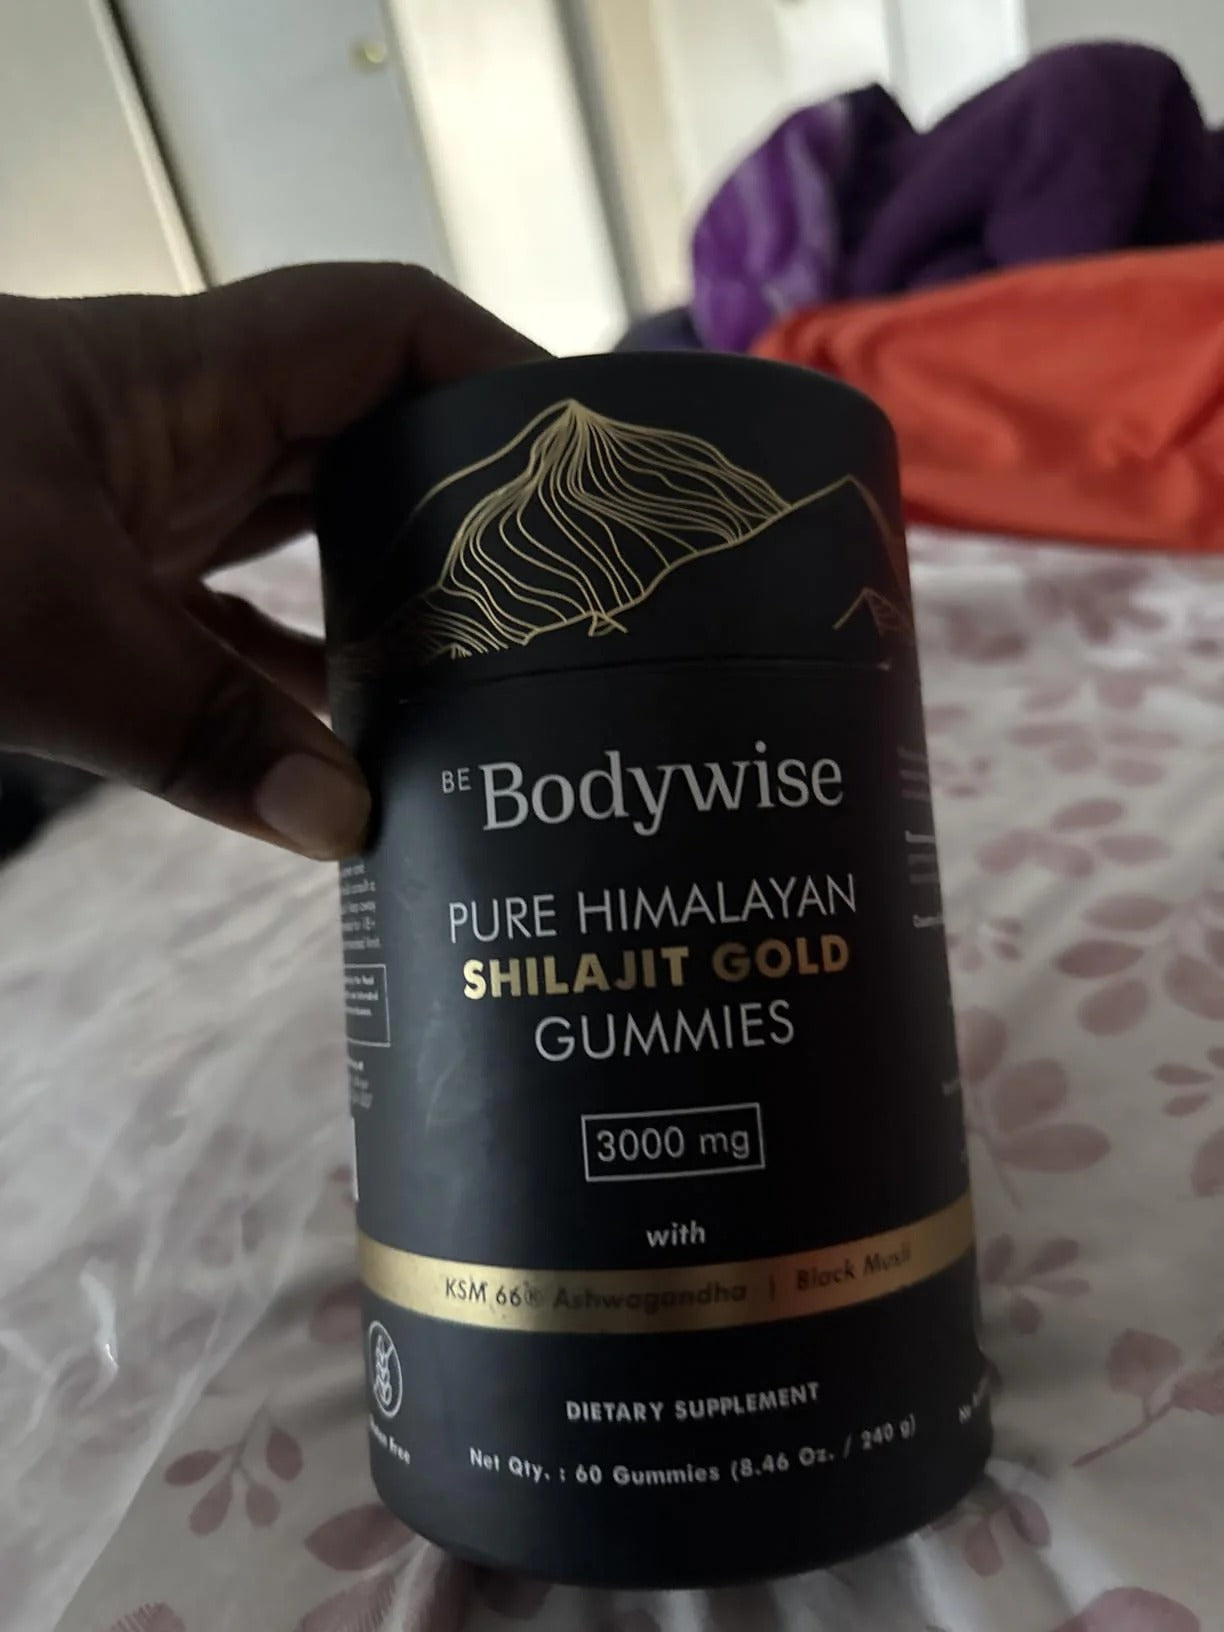 BE Bodywise
PURE HIMALAYAN
SHILAJIT GOLD
GUMMIES
3000 mg
with
KSM 66® Ashwagandha | Black Musli
DIETARY SUPPLEMENT
Net Qty. : 60 Gummies (8.46 Oz. / 240 g)
Free